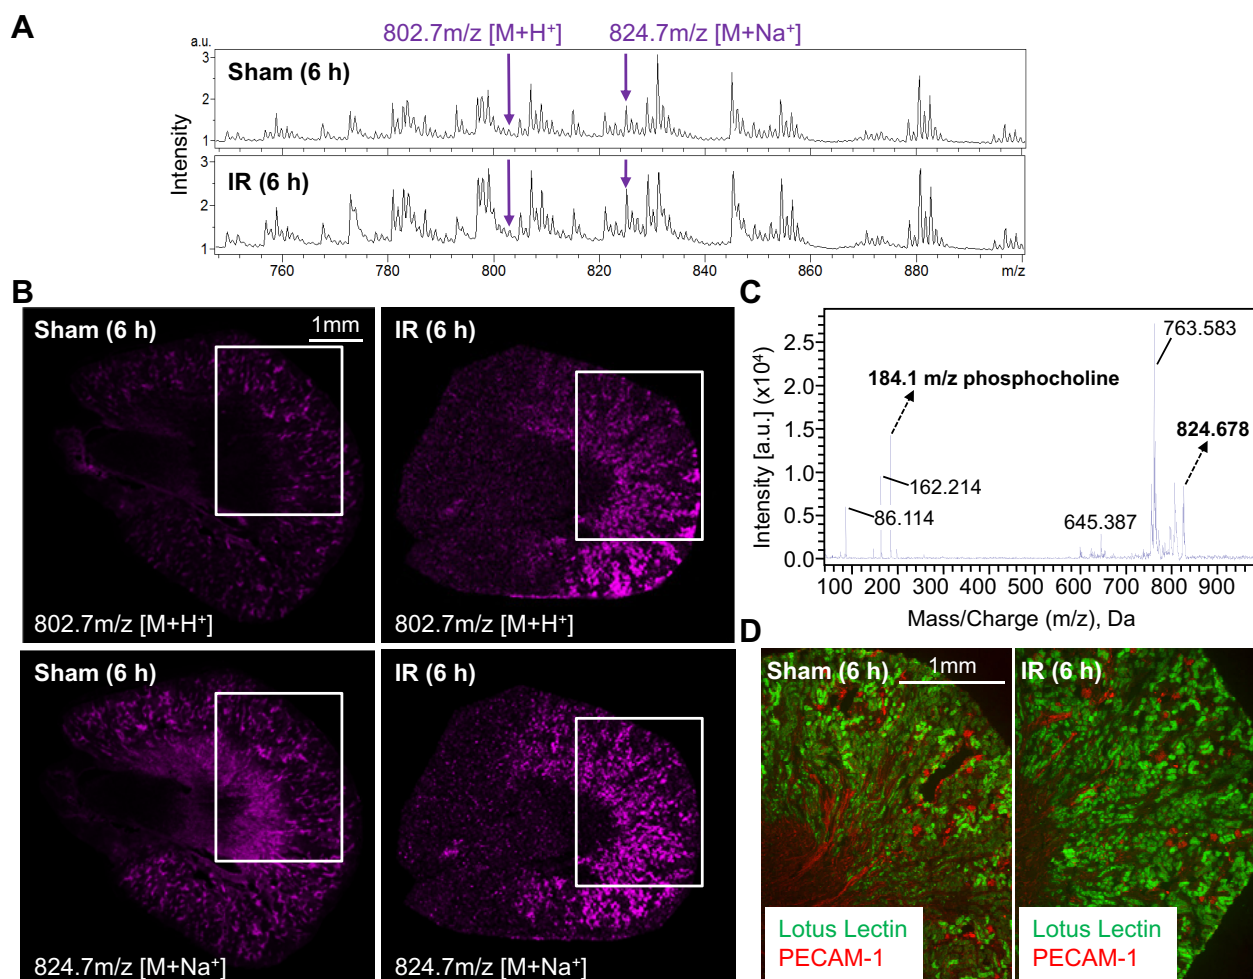 A
802.7m/z [M+H⁺] 824.7m/z [M+Na⁺]
a.u.
3
Sham (6 h)
2
1
Intensity
3
IR (6 h)
2
1
760 780 800 820 840 860 880 m/z
B
Sham (6 h)
1mm
802.7m/z [M+H⁺]
IR (6 h)
802.7m/z [M+H⁺]
Sham (6 h)
824.7m/z [M+Na⁺]
IR (6 h)
824.7m/z [M+Na⁺]
C
Intensity [a.u.] (x10⁴)
2.5
2.0
1.5
1.0
0.5
0.0
763.583
184.1 m/z phosphocholine
824.678
162.214
86.114
645.387
100 200 300 400 500 600 700 800 900
Mass/Charge (m/z), Da
D
Sham (6 h)
1mm
Lotus Lectin
PECAM-1
IR (6 h)
Lotus Lectin
PECAM-1